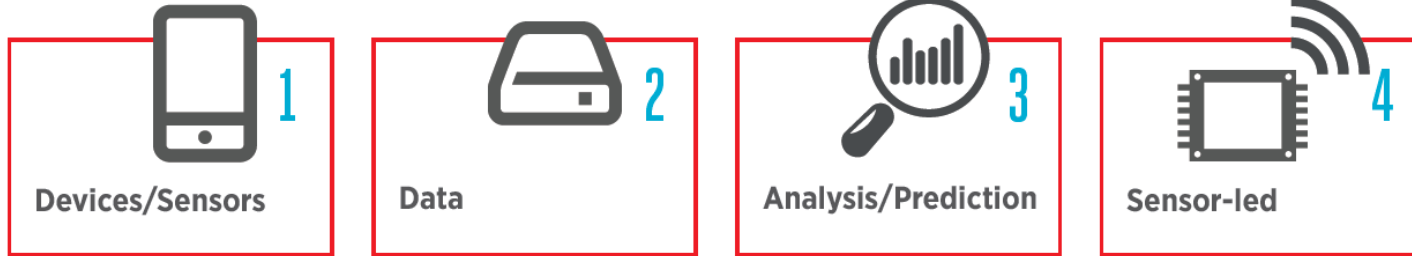 1
Devices/Sensors
2
Data
3
Analysis/Prediction
4
Sensor-led